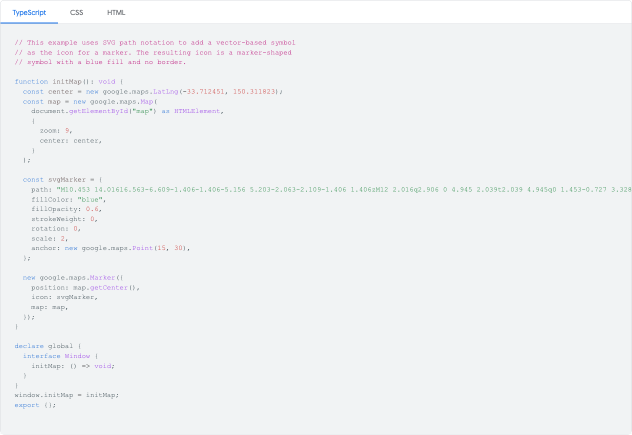 TypeScript CSS HTML
// This example uses SVG path notation to add a vector-based symbol
// as the icon for a marker. The resulting icon is a marker-shaped
// symbol with a blue fill and no border.
function initMap(): void {
const center = new google.maps.LatLng(-33.712451, 150.311823);
const map = new google.maps.Map(
document.getElementById("map") as HTMLElement,
{
zoom: 9,
center: center,
}
);
const svgMarker = {
path: "M10.453 14.016l6.563-6.609-1.406-1.406-5.156 5.203-2.063-2.109-1.406 1.406zM12 2.016q2.906 0 4.945 2.039t2.039 4.945q0 1.453-0.727 3.328
fillColor: "blue",
fillOpacity: 0.6,
strokeWeight: 0,
rotation: 0,
scale: 2,
anchor: new google.maps.Point(15, 30),
};
new google.maps.Marker({
position: map.getCenter(),
icon: svgMarker,
map: map,
});
}
declare global {
interface Window {
initMap: () => void;
}
}
window.initMap = initMap;
export {};